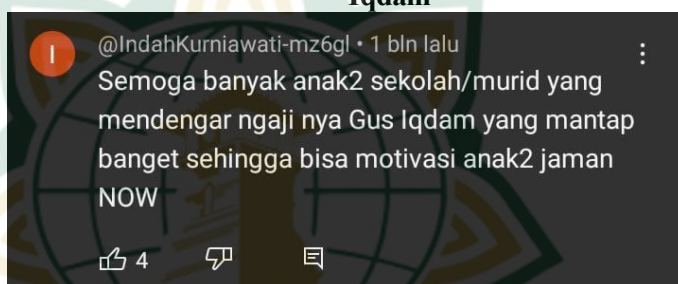 Iqdam
I
@IndahKurniawati-mz6gl • 1 bln lalu
Semoga banyak anak2 sekolah/murid yang
mendengar ngaji nya Gus Iqdam yang mantap
banget sehingga bisa motivasi anak2 jaman
NOW
4